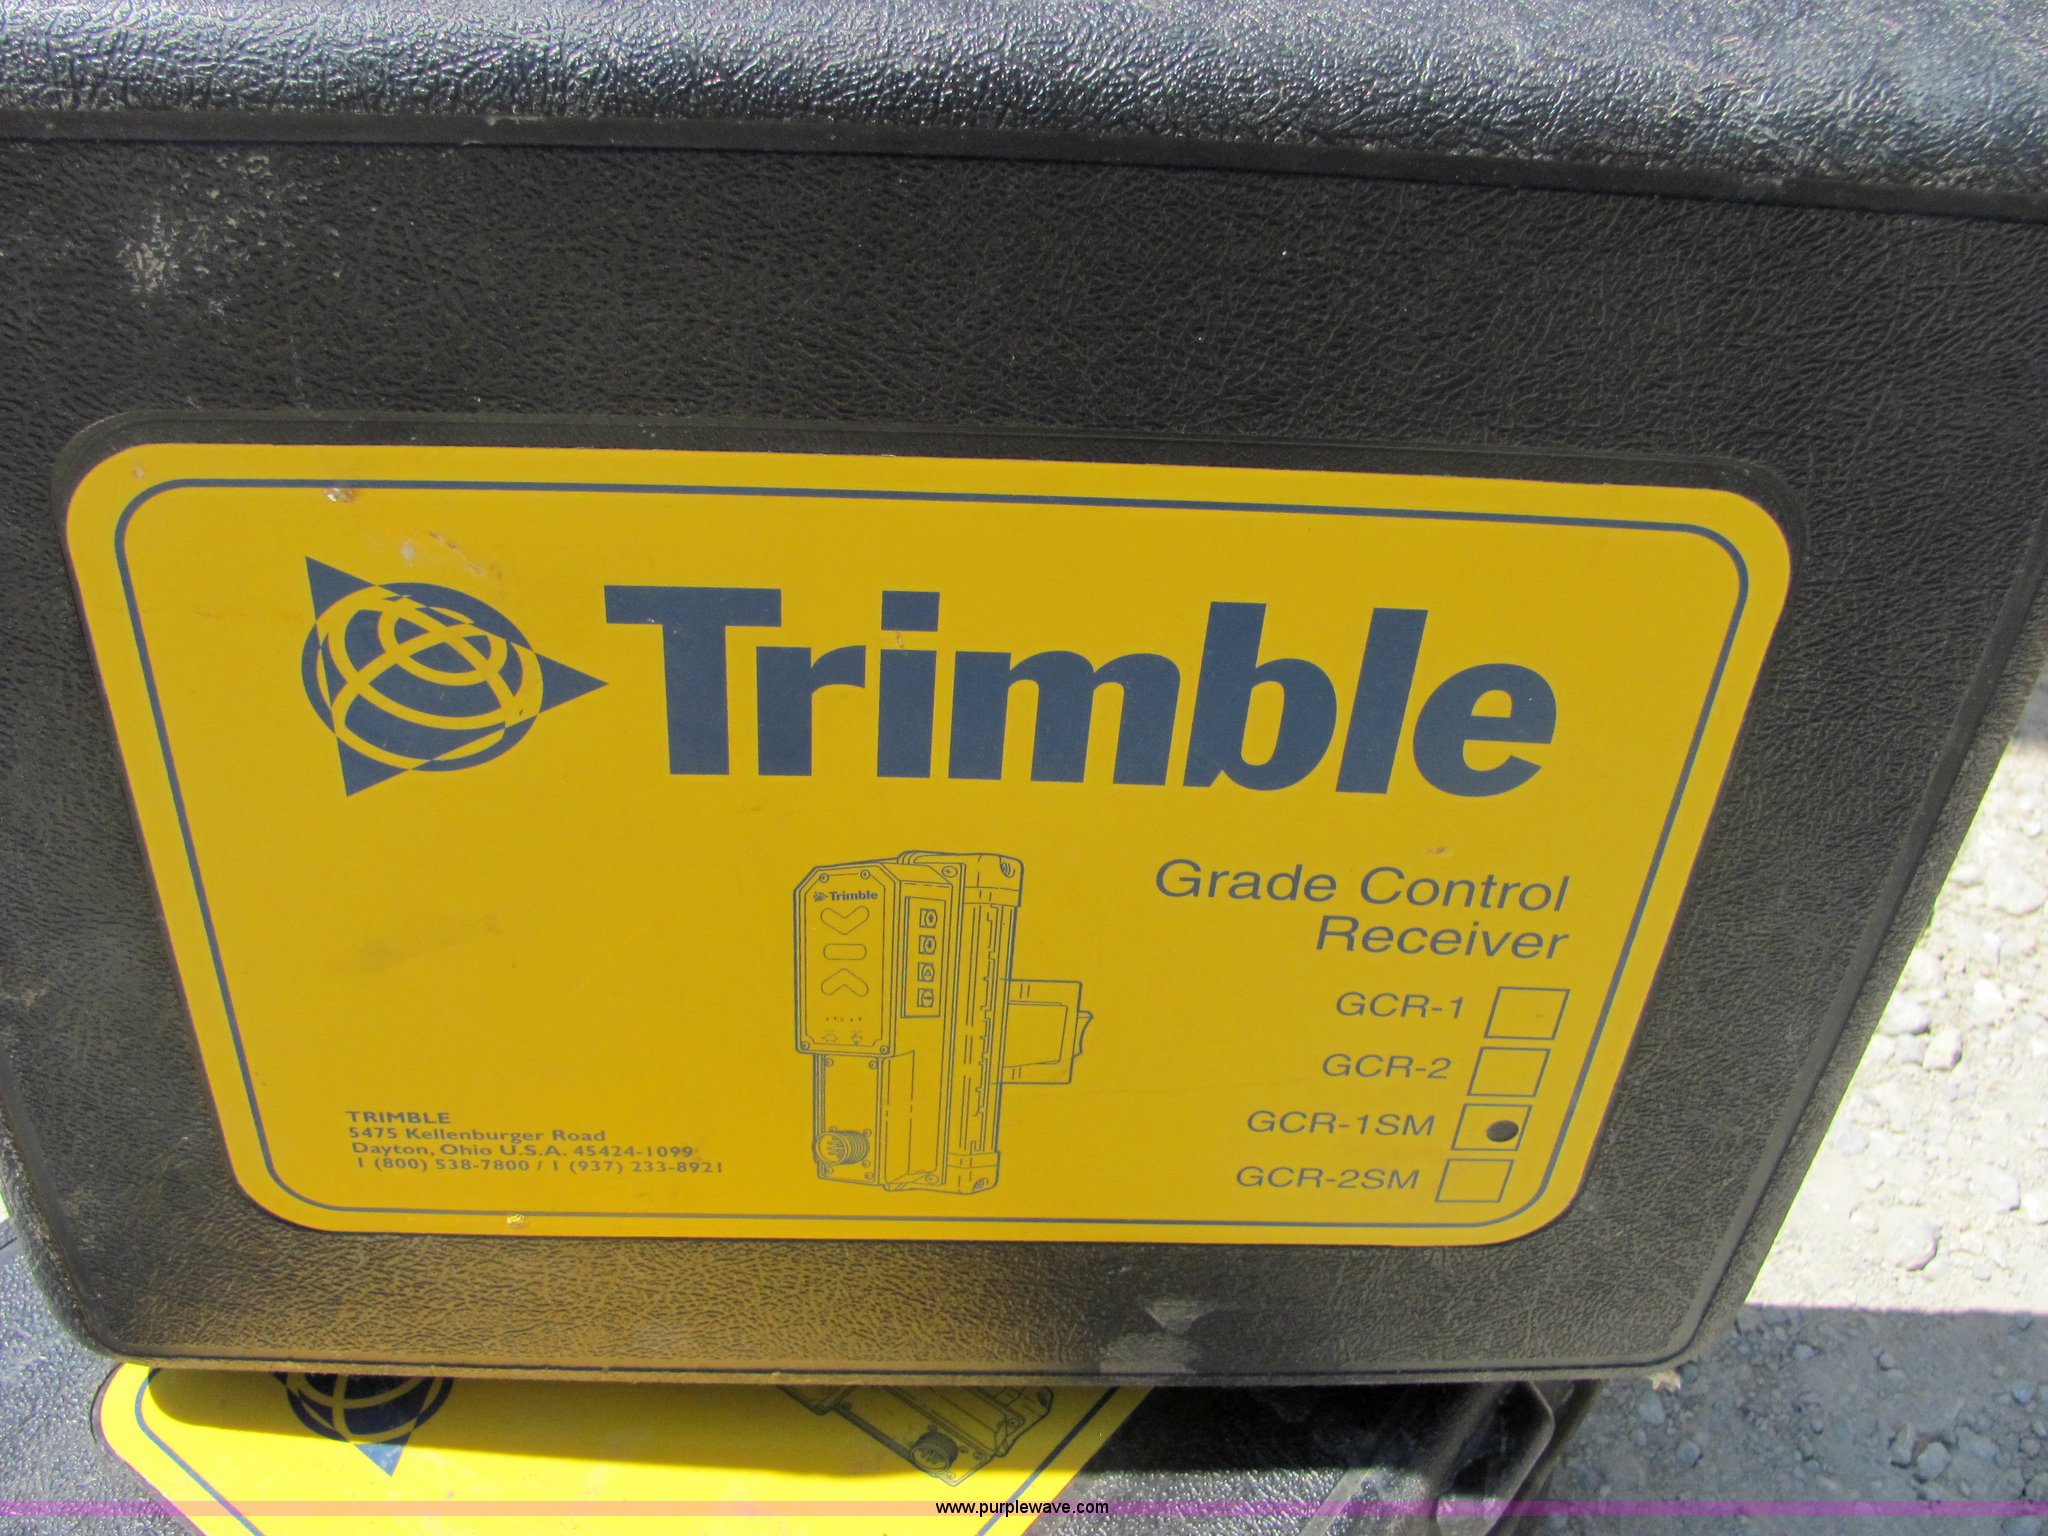 Trimble
Trimble
Grade Control
Receiver
GCR-1
GCR-2
GCR-1SM
GCR-2SM
TRIMBLE
5475 Kellenburger Road
Dayton, Ohio U.S.A. 45424-1099
1 (800) 538-7800 / 1 (937) 233-8921
www.purplewave.com